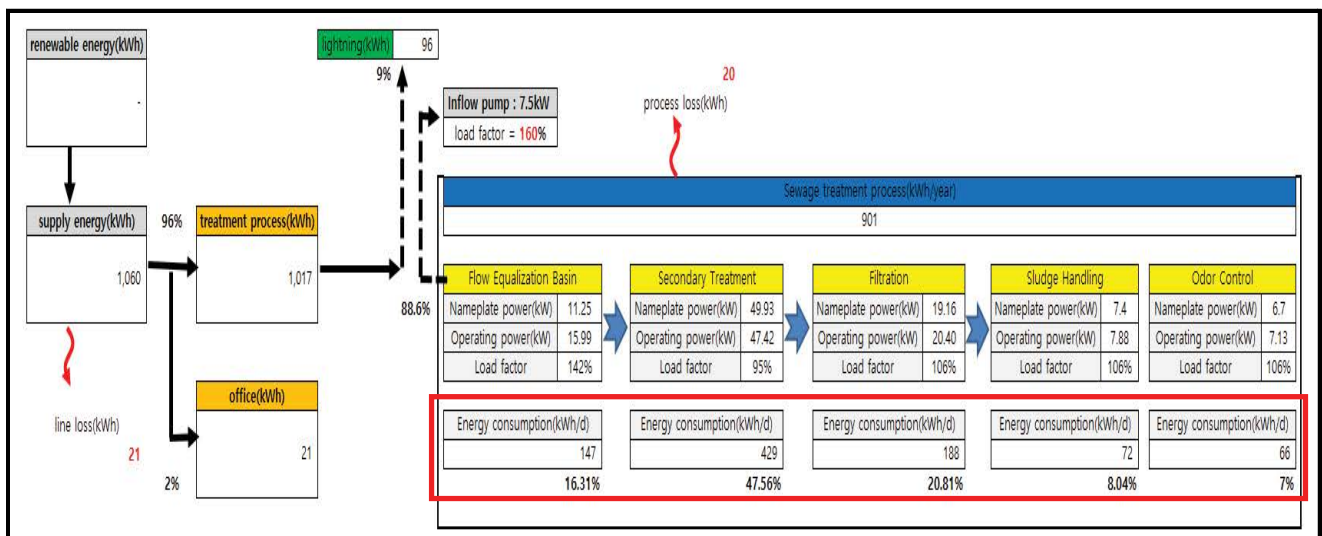 renewable energy(kWh)
-
lightning(kWh) 96
9%
Inflow pump : 7.5kW
load factor = 160%
20
process loss(kWh)
supply energy(kWh)
1,060
96%
treatment process(kWh)
1,017
88.6%
line loss(kWh)
21
2%
office(kWh)
21
Sewage treatment process(kWh/year)
901
Flow Equalization Basin
Nameplate power(kW) 11.25
Operating power(kW) 15.99
Load factor 142%
Secondary Treatment
Nameplate power(kW) 49.93
Operating power(kW) 47.42
Load factor 95%
Filtration
Nameplate power(kW) 19.16
Operating power(kW) 20.40
Load factor 106%
Sludge Handling
Nameplate power(kW) 7.4
Operating power(kW) 7.88
Load factor 106%
Odor Control
Nameplate power(kW) 6.7
Operating power(kW) 7.13
Load factor 106%
Energy consumption(kWh/d)
147
16.31%
Energy consumption(kWh/d)
429
47.56%
Energy consumption(kWh/d)
188
20.81%
Energy consumption(kWh/d)
72
8.04%
Energy consumption(kWh/d)
66
7%